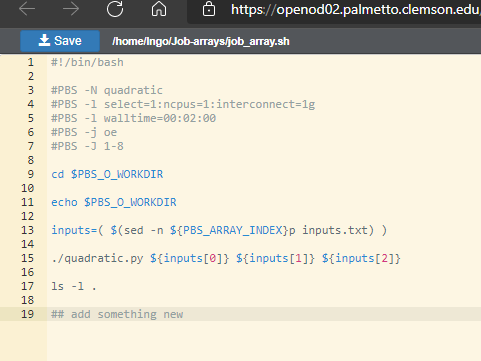 https://openod02.palmetto.clemson.edu,
Save /home/lngo/Job-arrays/job_array.sh
1 #!/bin/bash
2
3 #PBS -N quadratic
4 #PBS -l select=1:ncpus=1:interconnect=1g
5 #PBS -l walltime=00:02:00
6 #PBS -j oe
7 #PBS -J 1-8
8
9 cd $PBS_O_WORKDIR
10
11 echo $PBS_O_WORKDIR
12
13 inputs=( $(sed -n ${PBS_ARRAY_INDEX}p inputs.txt) )
14
15 ./quadratic.py ${inputs[0]} ${inputs[1]} ${inputs[2]}
16
17 ls -l .
18
19 ## add something new